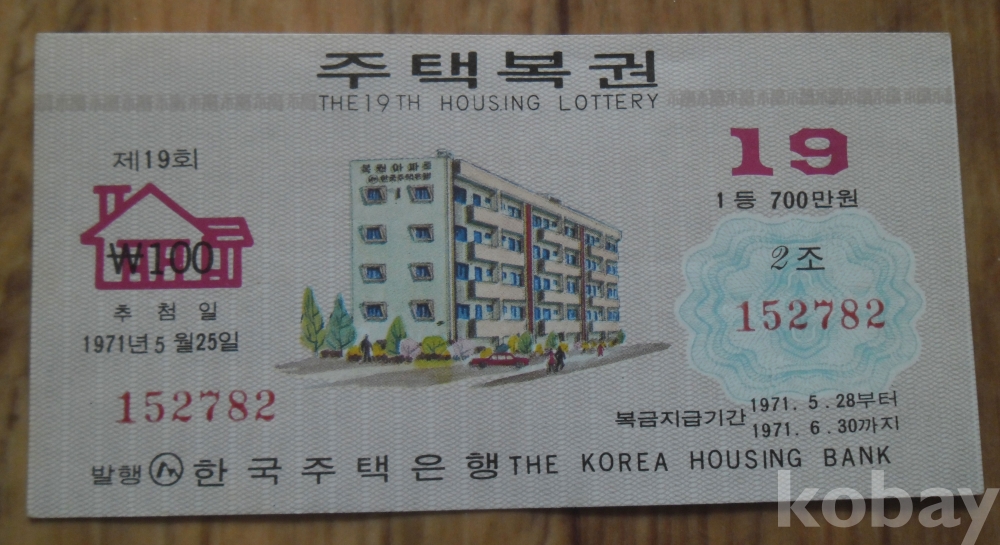 주택복권
THE 19TH HOUSING LOTTERY
제19회
₩100
추첨일
1971년 5월 25일
152782
19
1등 700만원
2조
152782
복금지급기간
1971. 5. 28부터
1971. 6. 30까지
발행 한국주택은행 THE KOREA HOUSING BANK
kobay